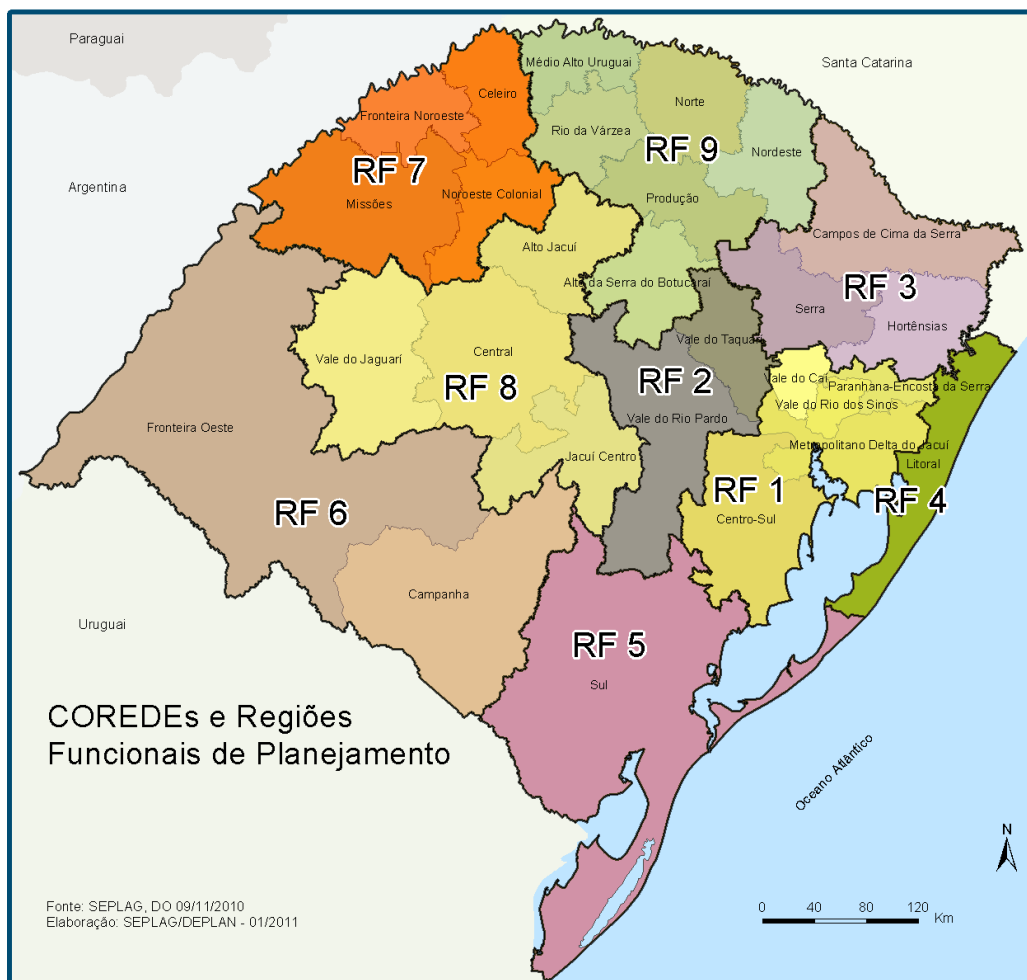 Paraguai
Santa Catarina
Médio Alto Uruguai
Celeiro
Norte
Fronteira Noroeste
Rio da Várzea
RF 9
Nordeste
RF 7
Argentina
Noroeste Colonial
Missões
Produção
Campos de Cima da Serra
Alto Jacuí
Alto da Serra do Botucaraí
RF 3
Serra
Hortênsias
Vale do Taquari
Vale do Jaguarí
Central
Vale do Caí
RF 8
RF 2
Paranhana-Encosta da Serra
Vale do Rio dos Sinos
Vale do Rio Pardo
Fronteira Oeste
Metropolitano Delta do Jacuí
Jacuí Centro
Litoral
RF 1
RF 4
RF 6
Centro-Sul
Campanha
Uruguai
RF 5
Sul
COREDEs e Regiões
Funcionais de Planejamento
Oceano Atlântico
N
Fonte: SEPLAG, DO 09/11/2010
Elaboração: SEPLAG/DEPLAN - 01/2011
0 40 80 120
Km